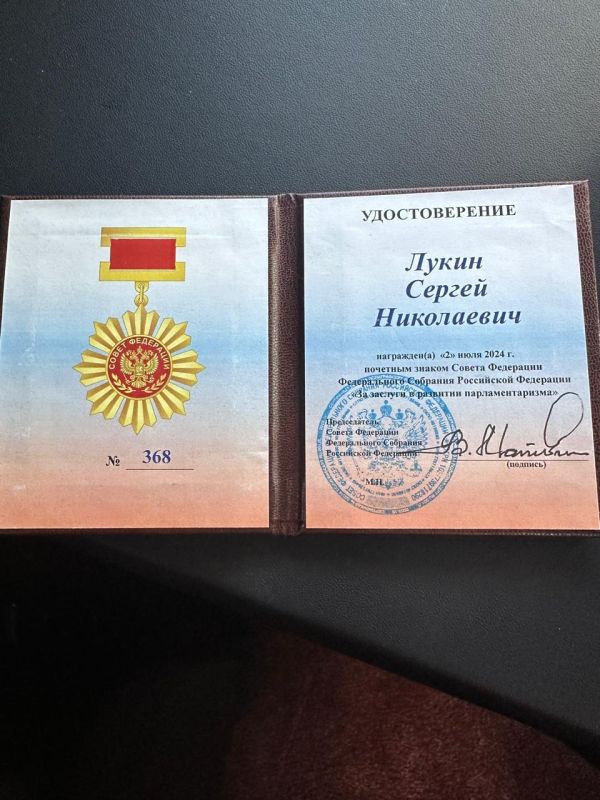 СОВЕТ ФЕДЕРАЦИИ
№ 368
УДОСТОВЕРЕНИЕ
Лукин
Сергей
Николаевич
награжден(а) «2» июля 2024 г.
почетным знаком Совета Федерации
Федерального Собрания Российской Федерации
«За заслуги в развитии парламентаризма»
Председатель
Совета Федерации
Федерального Собрания
Российской Федерации
(подпись)
М.П.